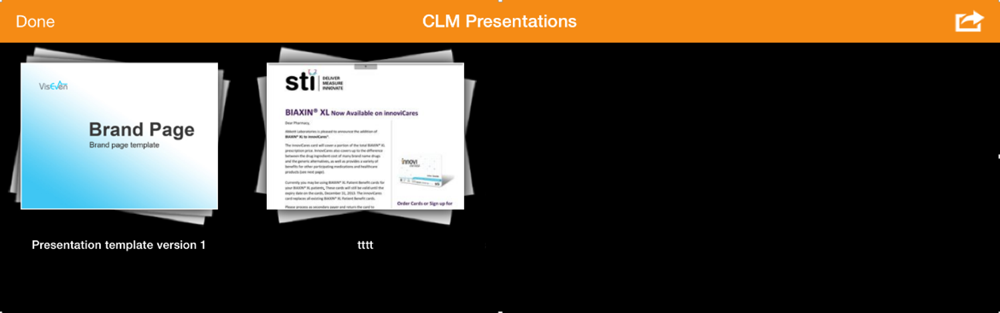 Done
CLM Presentations
VisEven
Brand Page
Brand page template
Presentation template version 1
sti
DELIVER
MEASURE
INNOVATE
BIAXIN® XL Now Available on innoviCares
Dear Pharmacy,
Abbott Laboratories is pleased to announce the addition of
BIAXIN® XL to innoviCares®.
The innoviCares card will cover a portion of the total BIAXIN® XL
prescription price. InnoviCares also covers up to the difference
between the drug ingredient cost of many brand name drugs
and the generic alternatives, as well as provides a variety of
benefits for other participating medications and healthcare
products (see next page).
Currently you may be using BIAXIN® XL Patient Benefit cards for
your BIAXIN® XL patients. These cards will still be valid until the
expiry date on the cards, December 31, 2013. The innoviCares
card replaces all existing BIAXIN® XL Patient Benefit cards.
Please process as secondary payer and return the card to
innovi
Order Cards or Sign up for
tttt